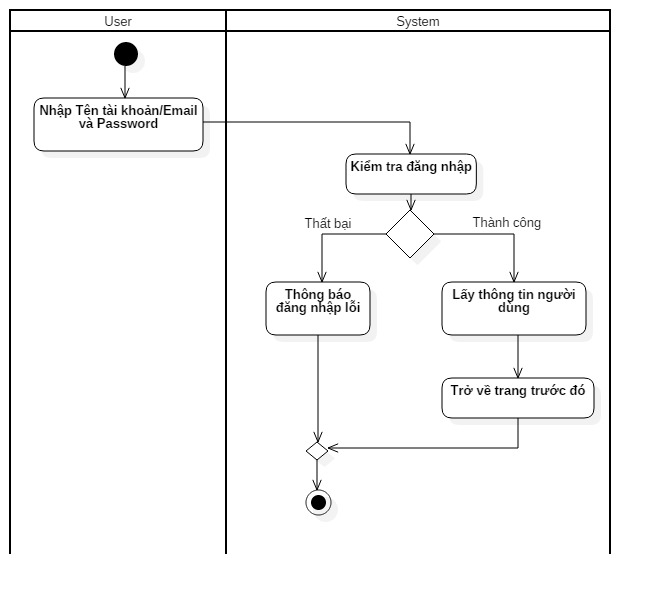 User
System
Nhập Tên tài khoản/Email
và Password
Kiểm tra đăng nhập
Thất bại
Thành công
Thông báo
đăng nhập lỗi
Lấy thông tin người
dùng
Trở về trang trước đó